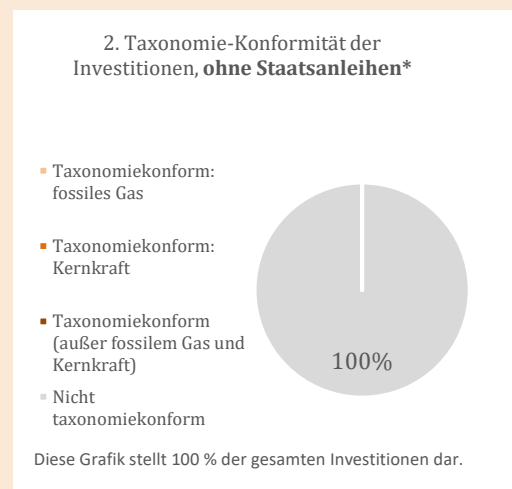 2. Taxonomie-Konformität der
Investitionen, ohne Staatsanleihen*
Taxonomiekonform:
fossiles Gas
Taxonomiekonform:
Kernkraft
Taxonomiekonform
(außer fossilem Gas und
Kernkraft)
Nicht
taxonomiekonform
100%
Diese Grafik stellt 100 % der gesamten Investitionen dar.